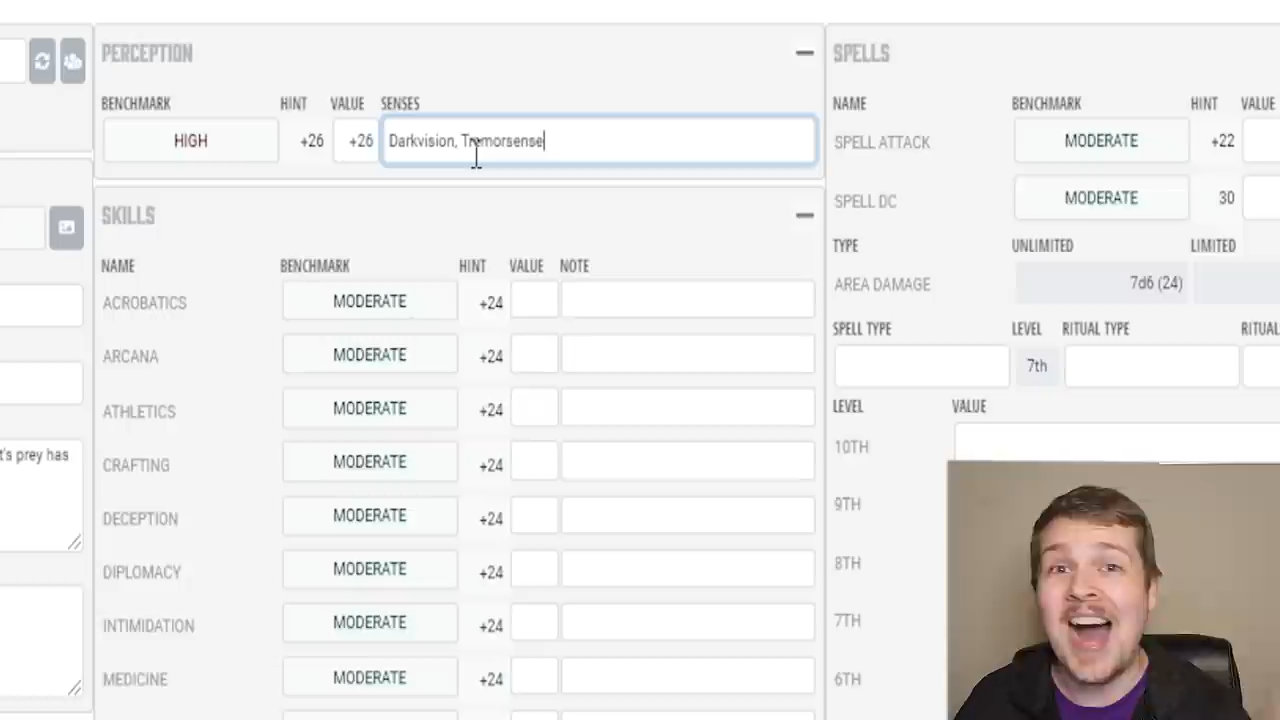 t's prey has
PERCEPTION
BENCHMARK HINT VALUE SENSES
HIGH +26 +26 Darkvision, Tremorsense
SKILLS
NAME BENCHMARK HINT VALUE NOTE
ACROBATICS MODERATE +24
ARCANA MODERATE +24
ATHLETICS MODERATE +24
CRAFTING MODERATE +24
DECEPTION MODERATE +24
DIPLOMACY MODERATE +24
INTIMIDATION MODERATE +24
MEDICINE MODERATE +24
SPELLS
NAME BENCHMARK HINT VALUE
SPELL ATTACK MODERATE +22
SPELL DC MODERATE 30
TYPE UNLIMITED LIMITED
AREA DAMAGE 7d6 (24)
SPELL TYPE LEVEL RITUAL TYPE RITUAL
7th
LEVEL VALUE
10TH
9TH
8TH
7TH
6TH